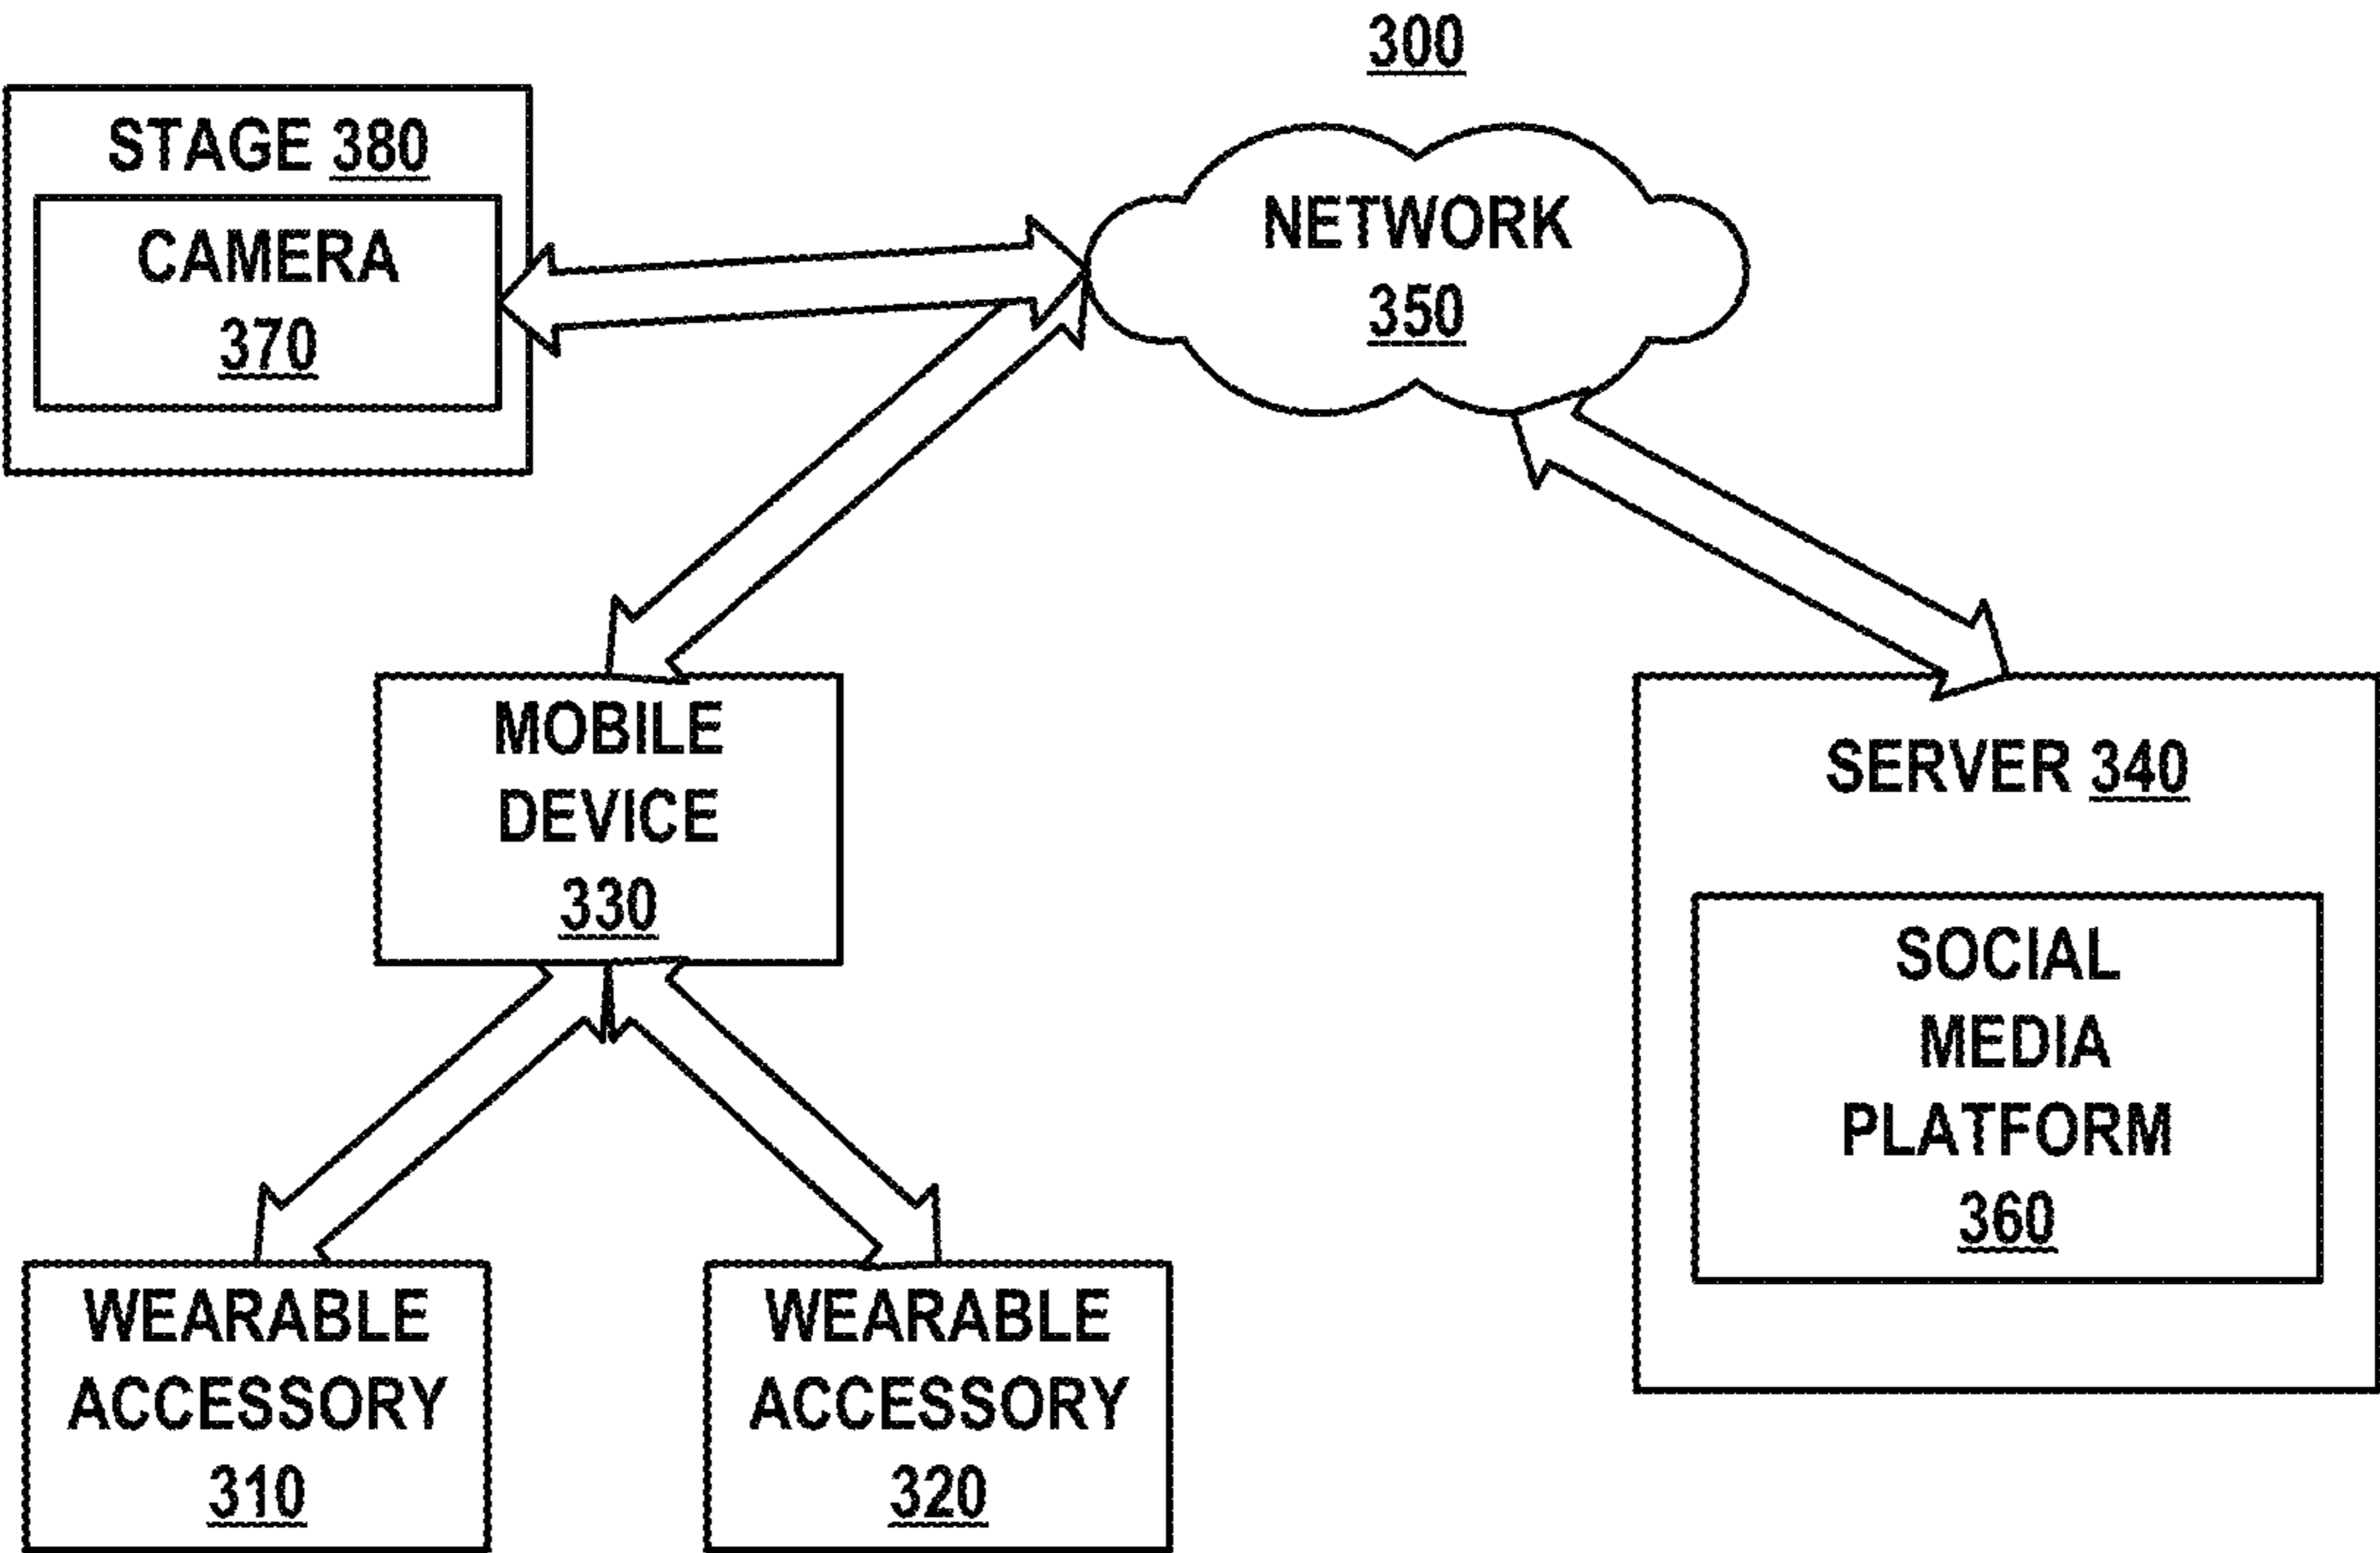 300
STAGE 380
CAMERA
370
NETWORK
350
MOBILE
DEVICE
330
SERVER 340
SOCIAL
MEDIA
PLATFORM
360
WEARABLE
ACCESSORY
310
WEARABLE
ACCESSORY
320